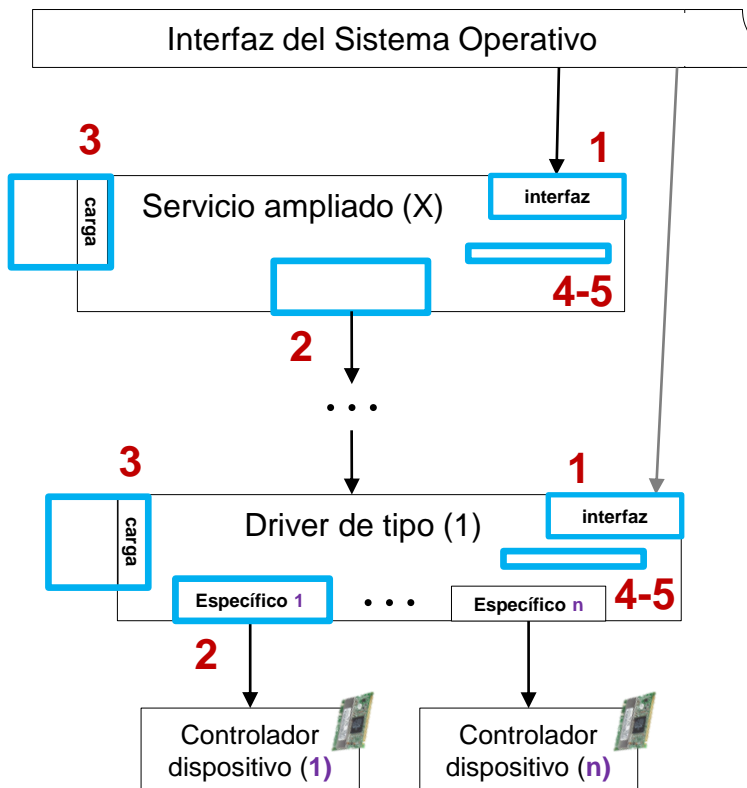 Interfaz del Sistema Operativo
3
1
carga
Servicio ampliado (X)
interfaz
4-5
2
...
3
1
carga
Driver de tipo (1)
interfaz
Específico 1
...
Específico n
4-5
2
Controlador
dispositivo (1)
Controlador
dispositivo (n)